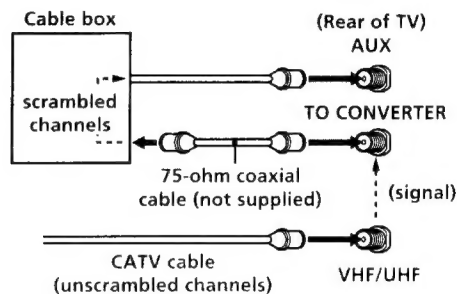 Cable box
(Rear of TV)
AUX
scrambled
channels
TO CONVERTER
75-ohm coaxial
cable (not supplied)
(signal)
CATV cable
(unscrambled channels)
VHF/UHF